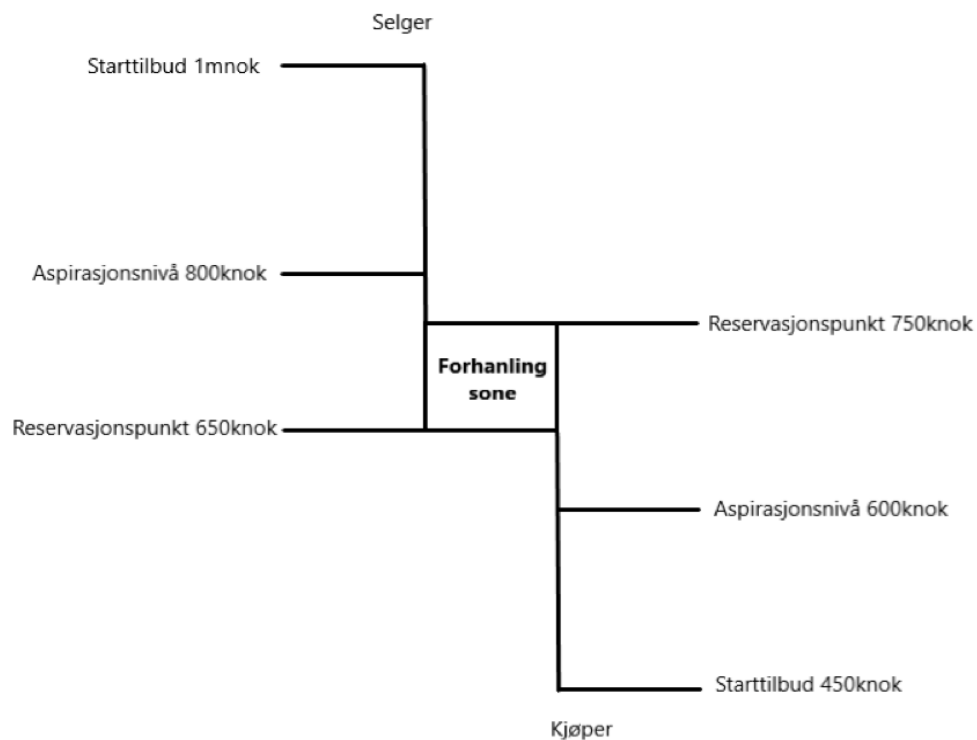 Selger
Starttilbud 1mnok
Aspirasjonsnivå 800knok
Reservasjonspunkt 750knok
Forhanling
sone
Reservasjonspunkt 650knok
Aspirasjonsnivå 600knok
Starttilbud 450knok
Kjøper